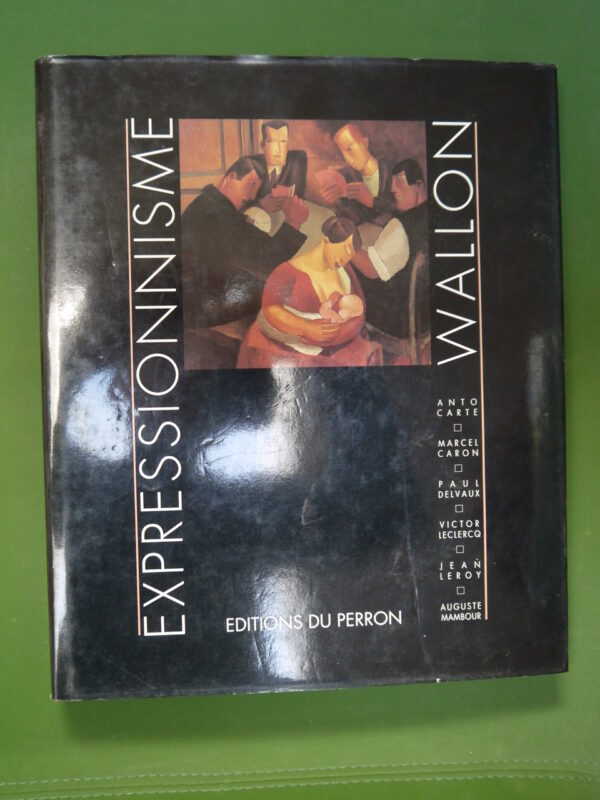 EXPRESSIONNISME
WALLON
ANTO
CARTE
MARCEL
CARON
PAUL
DELVAUX
VICTOR
LECLERCQ
JEAN
LEROY
AUGUSTE
MAMBOUR
EDITIONS DU PERRON